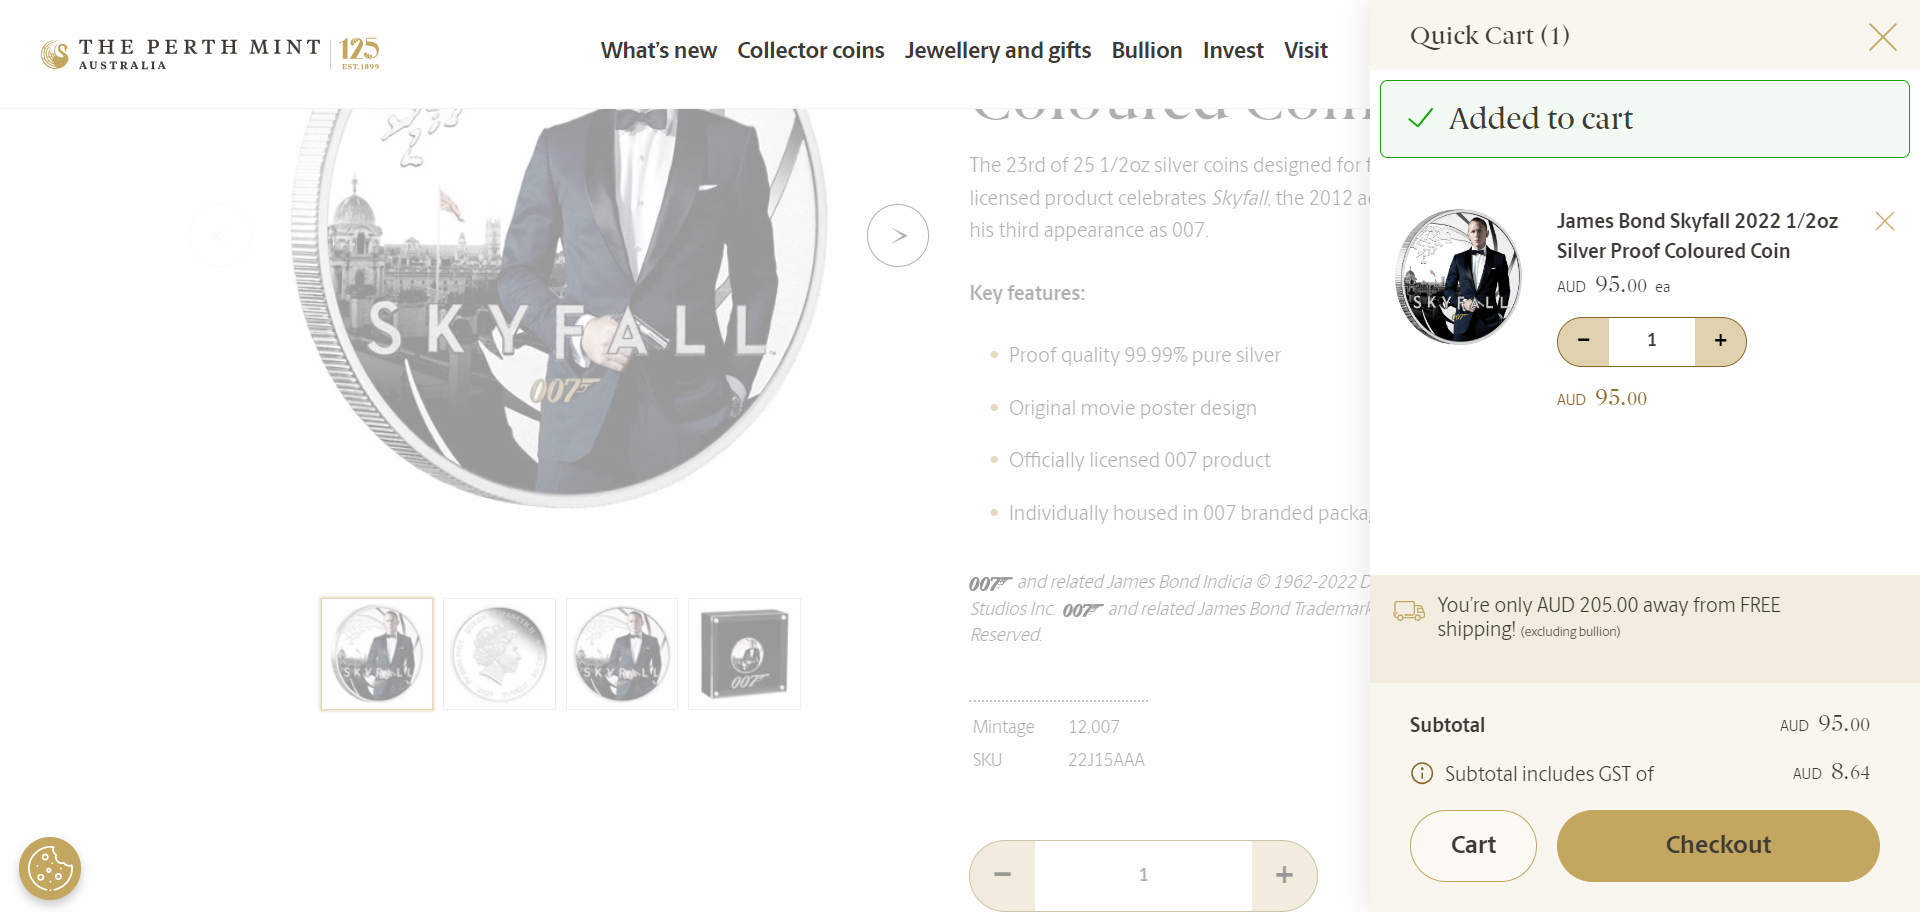 THE PERTH MINT
AUSTRALIA
125
EST.1899
What's new
Collector coins
Jewellery and gifts
Bullion
Invest
Visit
Coloured Coin
The 23rd of 25 1/2oz silver coins designed for
licensed product celebrates Skyfall, the 2012
his third appearance as 007.
Key features:
Proof quality 99.99% pure silver
Original movie poster design
Officially licensed 007 product
Individually housed in 007 branded
007 and related James Bond Indicia © 1962-2022 D
Studios Inc. 007 and related James Bond Trademark
Reserved.
Mintage 12,007
SKU 22J15AAA
− 1 +
SKYFALL
007
SKYFALL
SKYFALL
007
Quick Cart (1)
Added to cart
SKYFALL
007
James Bond Skyfall 2022 1/2oz
Silver Proof Coloured Coin
AUD 95.00 ea
− 1 +
AUD 95.00
You're only AUD 205.00 away from FREE
shipping! (excluding bullion)
Subtotal AUD 95.00
Subtotal includes GST of AUD 8.64
Cart
Checkout